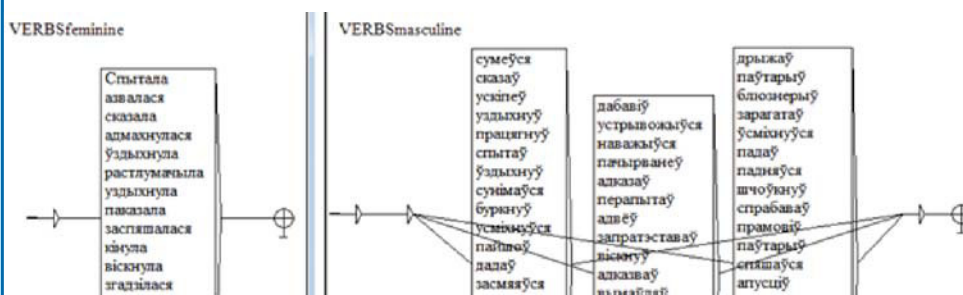 VERBSfeminine
Спытала
азвалася
сказала
адмахнулася
ўздыхнула
растлумачыла
уздыхнула
паказала
заспяшалася
кінула
віскнула
згадзілася
VERBSmasculine
сумеўся
сказаў
ускіпеў
уздыхнуў
працягнуў
спытаў
ўздыхнуў
сунімаўся
буркнуў
усміхнуўся
пайшоў
дадаў
засмяяўся
дабавіў
устрывожыўся
наважыўся
пачырванеў
адказаў
перапытаў
адвёў
запратэставаў
віскнуў
адказваў
вымаўляў
дрыжаў
паўтарыў
блюзнерыў
зарагатаў
ўсміхнуўся
падаў
падняўся
шчоўкнуў
спрабаваў
прамовіў
паўтарыў
спяшаўся
апусціў